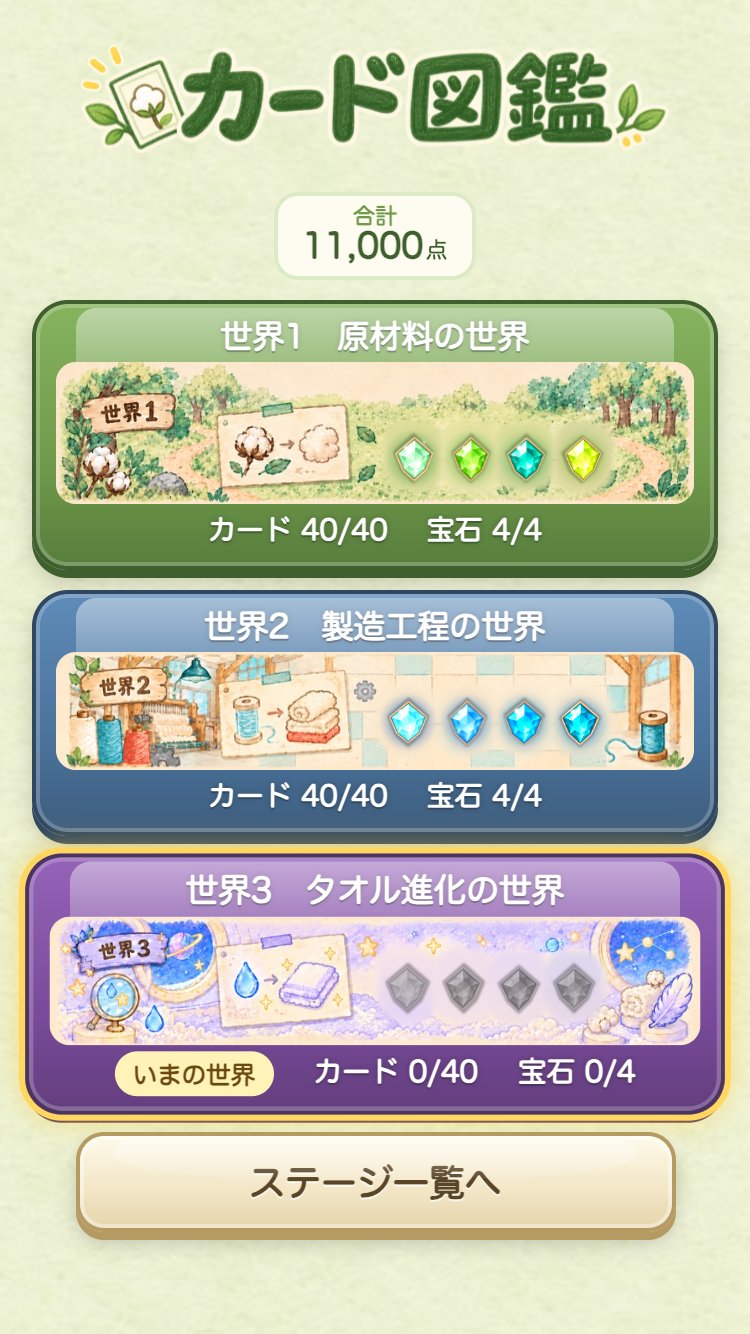 カード図鑑
合計
11,000点
世界1 原材料の世界
世界1
カード 40/40 宝石 4/4
世界2 製造工程の世界
世界2
カード 40/40 宝石 4/4
世界3 タオル進化の世界
世界3
いまの世界 カード 0/40 宝石 0/4
ステージ一覧へ